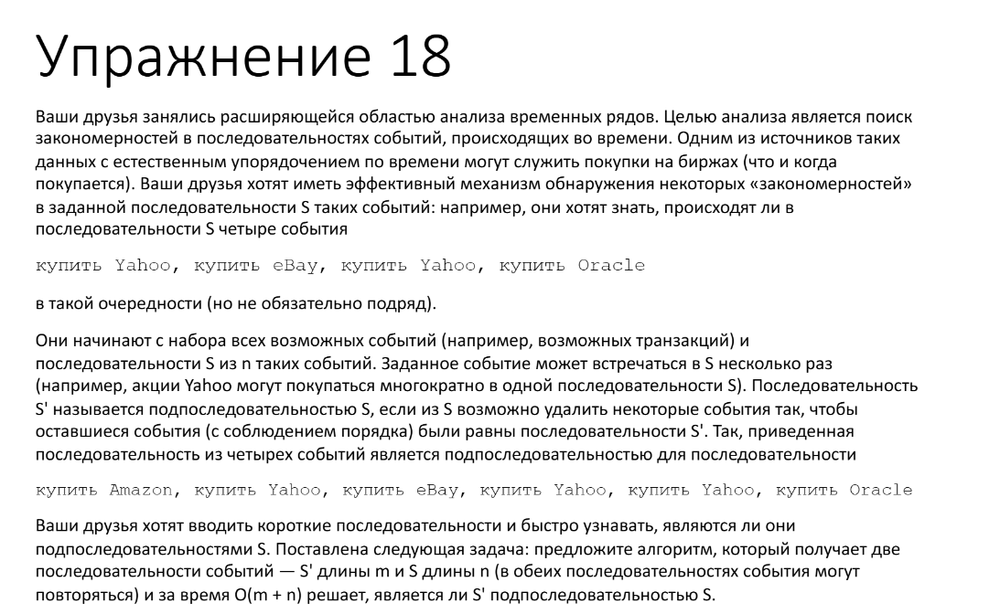 Упражнение 18
Ваши друзья занялись расширяющейся областью анализа временных рядов. Целью анализа является поиск
закономерностей в последовательностях событий, происходящих во времени. Одним из источников таких
данных с естественным упорядочением по времени могут служить покупки на биржах (что и когда
покупается). Ваши друзья хотят иметь эффективный механизм обнаружения некоторых «закономерностей»
в заданной последовательности S таких событий: например, они хотят знать, происходят ли в
последовательности S четыре события
купить Yahoo, купить eBay, купить Yahoo, купить Oracle
в такой очередности (но не обязательно подряд).
Они начинают с набора всех возможных событий (например, возможных транзакций) и
последовательности S из n таких событий. Заданное событие может встречаться в S несколько раз
(например, акции Yahoo могут покупаться многократно в одной последовательности S). Последовательность
S' называется подпоследовательностью S, если из S возможно удалить некоторые события так, чтобы
оставшиеся события (с соблюдением порядка) были равны последовательности S'. Так, приведенная
последовательность из четырех событий является подпоследовательностью для последовательности
купить Amazon, купить Yahoo, купить eBay, купить Yahoo, купить Yahoo, купить Oracle
Ваши друзья хотят вводить короткие последовательности и быстро узнавать, являются ли они
подпоследовательностями S. Поставлена следующая задача: предложите алгоритм, который получает две
последовательности событий — S' длины m и S длины n (в обеих последовательностях события могут
повторяться) и за время O(m + n) решает, является ли S' подпоследовательностью S.